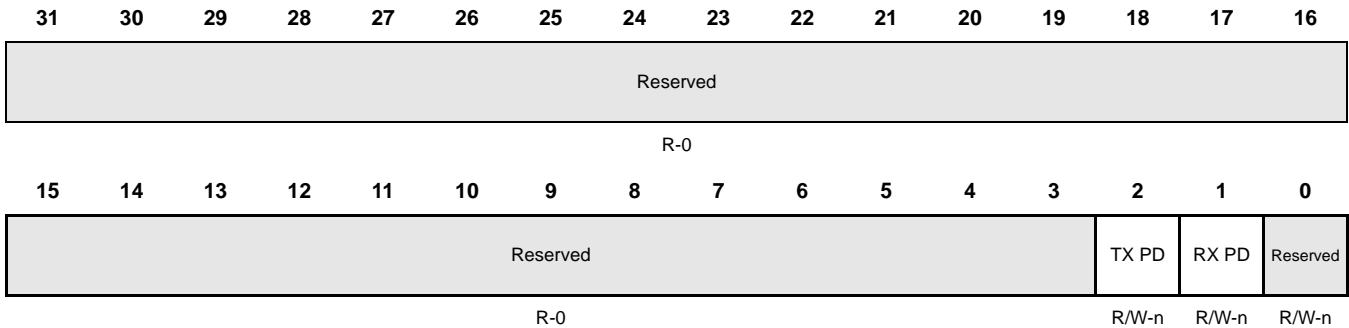 31 30 29 28 27 26 25 24 23 22 21 20 19 18 17 16
Reserved
R-0
15 14 13 12 11 10 9 8 7 6 5 4 3 2 1 0
Reserved TX PD RX PD Reserved
R-0 R/W-n R/W-n R/W-n